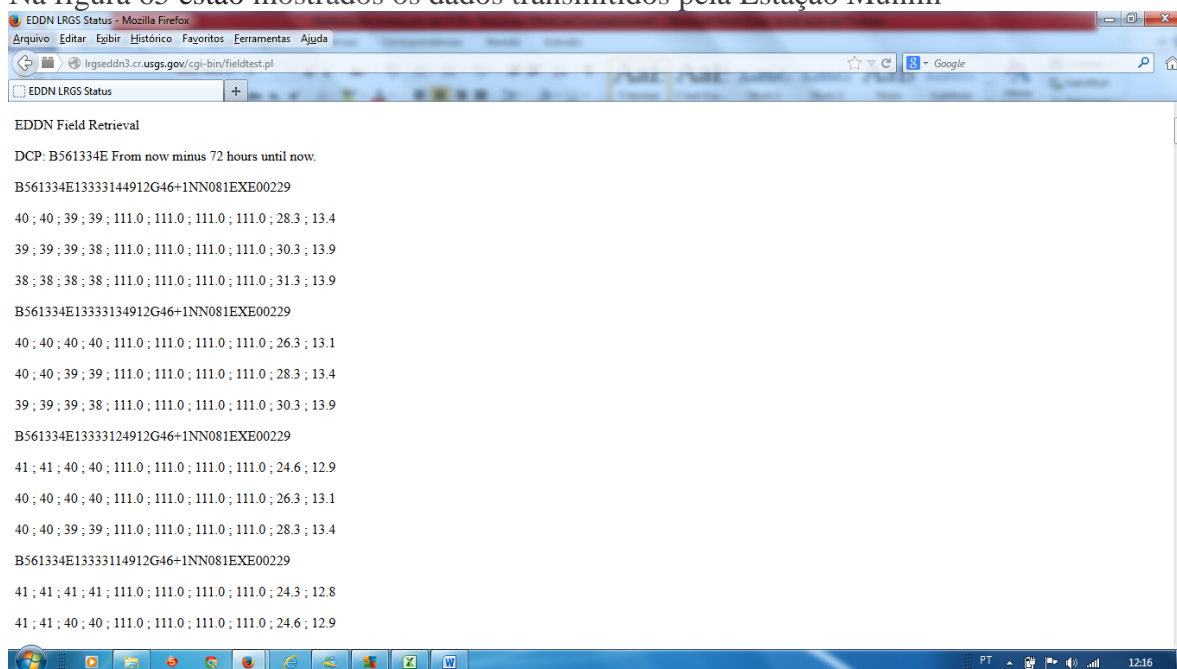 Na figura 65 estão mostrados os dados transmitidos pela Estação Munim
EDDN LRGS Status - Mozilla Firefox
Arquivo Editar Exibir Histórico Favoritos Ferramentas Ajuda
lrgseddn3.cr.usgs.gov/cgi-bin/fieldtest.pl
Google
EDDN LRGS Status
EDDN Field Retrieval
DCP: B561334E From now minus 72 hours until now.
B561334E13333144912G46+1NN081EXE00229
40 ; 40 ; 39 ; 39 ; 111.0 ; 111.0 ; 111.0 ; 111.0 ; 28.3 ; 13.4
39 ; 39 ; 39 ; 38 ; 111.0 ; 111.0 ; 111.0 ; 111.0 ; 30.3 ; 13.9
38 ; 38 ; 38 ; 38 ; 111.0 ; 111.0 ; 111.0 ; 111.0 ; 31.3 ; 13.9
B561334E13333134912G46+1NN081EXE00229
40 ; 40 ; 40 ; 40 ; 111.0 ; 111.0 ; 111.0 ; 111.0 ; 26.3 ; 13.1
40 ; 40 ; 39 ; 39 ; 111.0 ; 111.0 ; 111.0 ; 111.0 ; 28.3 ; 13.4
39 ; 39 ; 39 ; 38 ; 111.0 ; 111.0 ; 111.0 ; 111.0 ; 30.3 ; 13.9
B561334E13333124912G46+1NN081EXE00229
41 ; 41 ; 40 ; 40 ; 111.0 ; 111.0 ; 111.0 ; 111.0 ; 24.6 ; 12.9
40 ; 40 ; 40 ; 40 ; 111.0 ; 111.0 ; 111.0 ; 111.0 ; 26.3 ; 13.1
40 ; 40 ; 39 ; 39 ; 111.0 ; 111.0 ; 111.0 ; 111.0 ; 28.3 ; 13.4
B561334E13333114912G46+1NN081EXE00229
41 ; 41 ; 41 ; 41 ; 111.0 ; 111.0 ; 111.0 ; 111.0 ; 24.3 ; 12.8
41 ; 41 ; 40 ; 40 ; 111.0 ; 111.0 ; 111.0 ; 111.0 ; 24.6 ; 12.9
PT 12:16